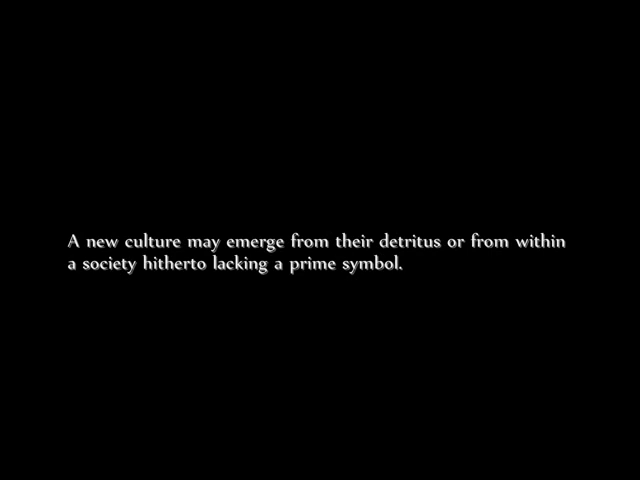 A new culture may emerge from their detritus or from within
a society hitherto lacking a prime symbol.